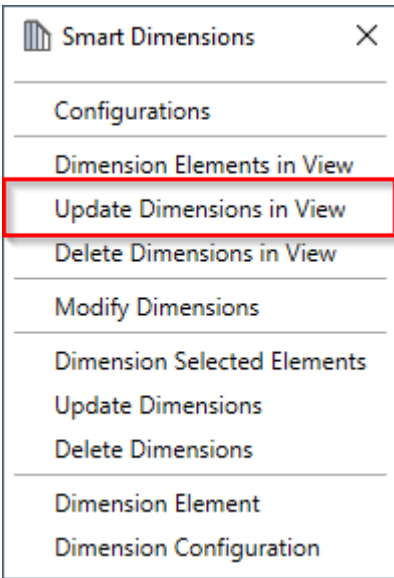 Smart Dimensions
Configurations
Dimension Elements in View
Update Dimensions in View
Delete Dimensions in View
Modify Dimensions
Dimension Selected Elements
Update Dimensions
Delete Dimensions
Dimension Element
Dimension Configuration